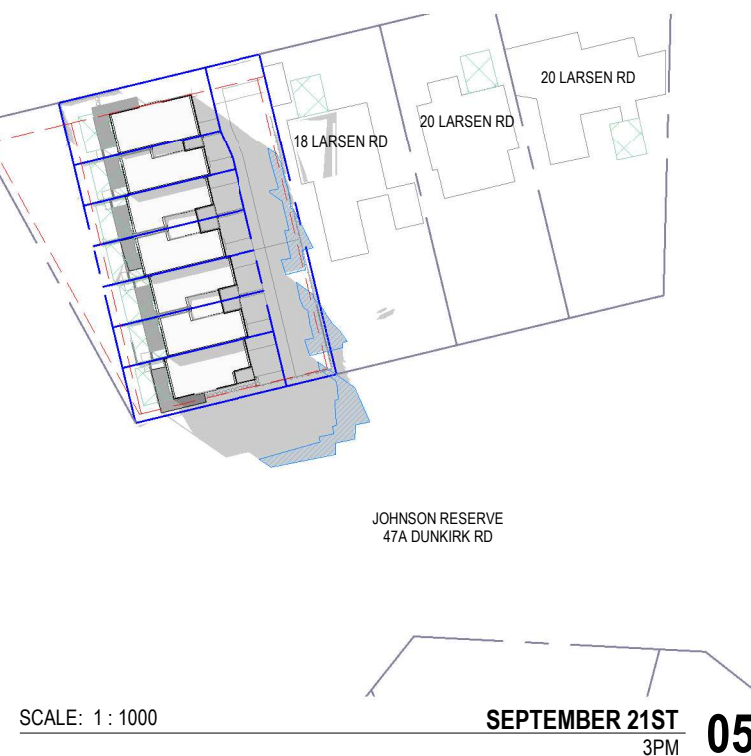 20 LARSEN RD
20 LARSEN RD
18 LARSEN RD
JOHNSON RESERVE
47A DUNKIRK RD
SCALE: 1 : 1000
SEPTEMBER 21ST
3PM
05